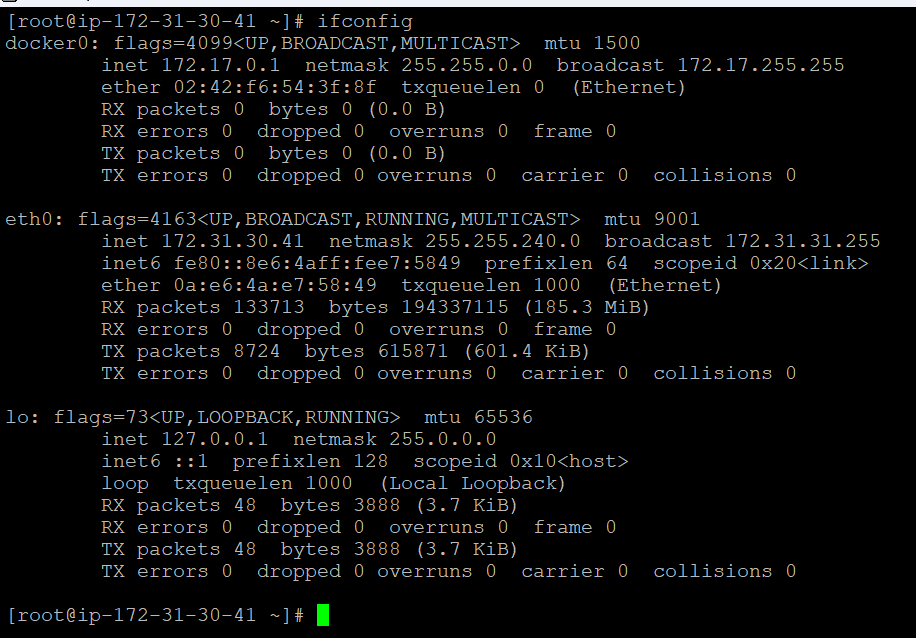 [root@ip-172-31-30-41 ~]# ifconfig
docker0: flags=4099<UP,BROADCAST,MULTICAST>  mtu 1500
        inet 172.17.0.1  netmask 255.255.0.0  broadcast 172.17.255.255
        ether 02:42:f6:54:3f:8f  txqueuelen 0  (Ethernet)
        RX packets 0  bytes 0 (0.0 B)
        RX errors 0  dropped 0  overruns 0  frame 0
        TX packets 0  bytes 0 (0.0 B)
        TX errors 0  dropped 0 overruns 0  carrier 0  collisions 0

eth0: flags=4163<UP,BROADCAST,RUNNING,MULTICAST>  mtu 9001
        inet 172.31.30.41  netmask 255.255.240.0  broadcast 172.31.31.255
        inet6 fe80::8e6:4aff:fee7:5849  prefixlen 64  scopeid 0x20<link>
        ether 0a:e6:4a:e7:58:49  txqueuelen 1000  (Ethernet)
        RX packets 133713  bytes 194337115 (185.3 MiB)
        RX errors 0  dropped 0  overruns 0  frame 0
        TX packets 8724  bytes 615871 (601.4 KiB)
        TX errors 0  dropped 0 overruns 0  carrier 0  collisions 0

lo: flags=73<UP,LOOPBACK,RUNNING>  mtu 65536
        inet 127.0.0.1  netmask 255.0.0.0
        inet6 ::1  prefixlen 128  scopeid 0x10<host>
        loop  txqueuelen 1000  (Local Loopback)
        RX packets 48  bytes 3888 (3.7 KiB)
        RX errors 0  dropped 0  overruns 0  frame 0
        TX packets 48  bytes 3888 (3.7 KiB)
        TX errors 0  dropped 0 overruns 0  carrier 0  collisions 0

[root@ip-172-31-30-41 ~]#